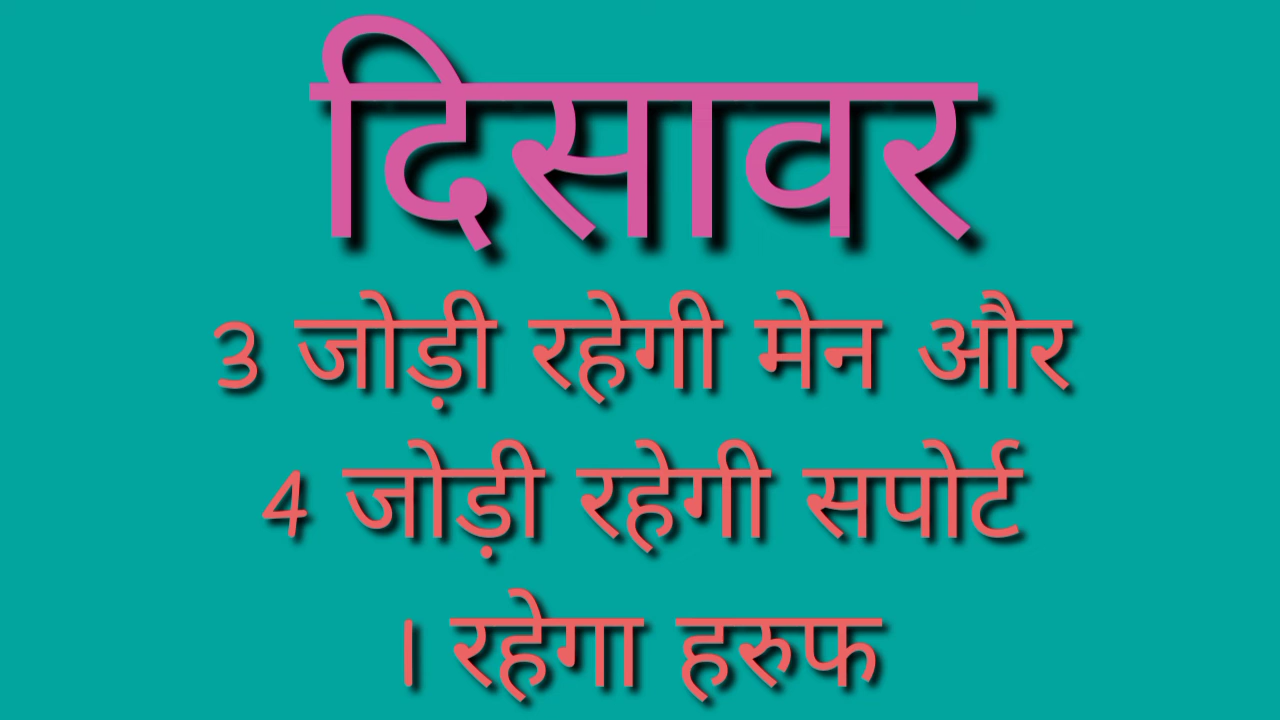 दिसावर
3 जोड़ी रहेगी मेन और
4 जोड़ी रहेगी सपोर्ट
। रहेगा हरुफ